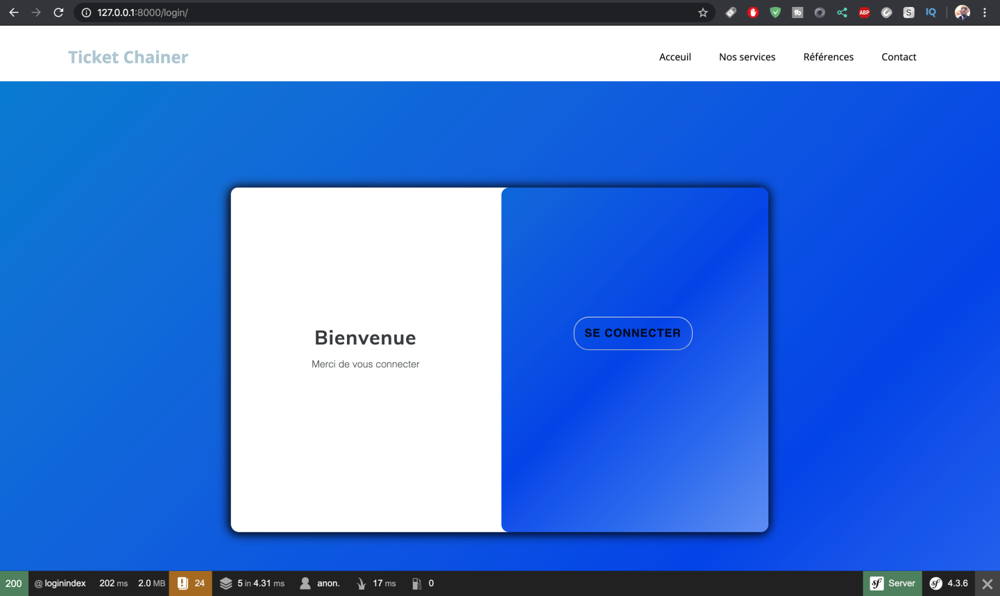 127.0.0.1:8000/login/
ABP
S
IQ
Ticket Chainer
Acceuil Nos services Références Contact
Bienvenue
Merci de vous connecter
SE CONNECTER
200 @ loginindex 202 ms 2.0 MB 24 5 in 4.31 ms anon. 17 ms 0 sf Server sf 4.3.6